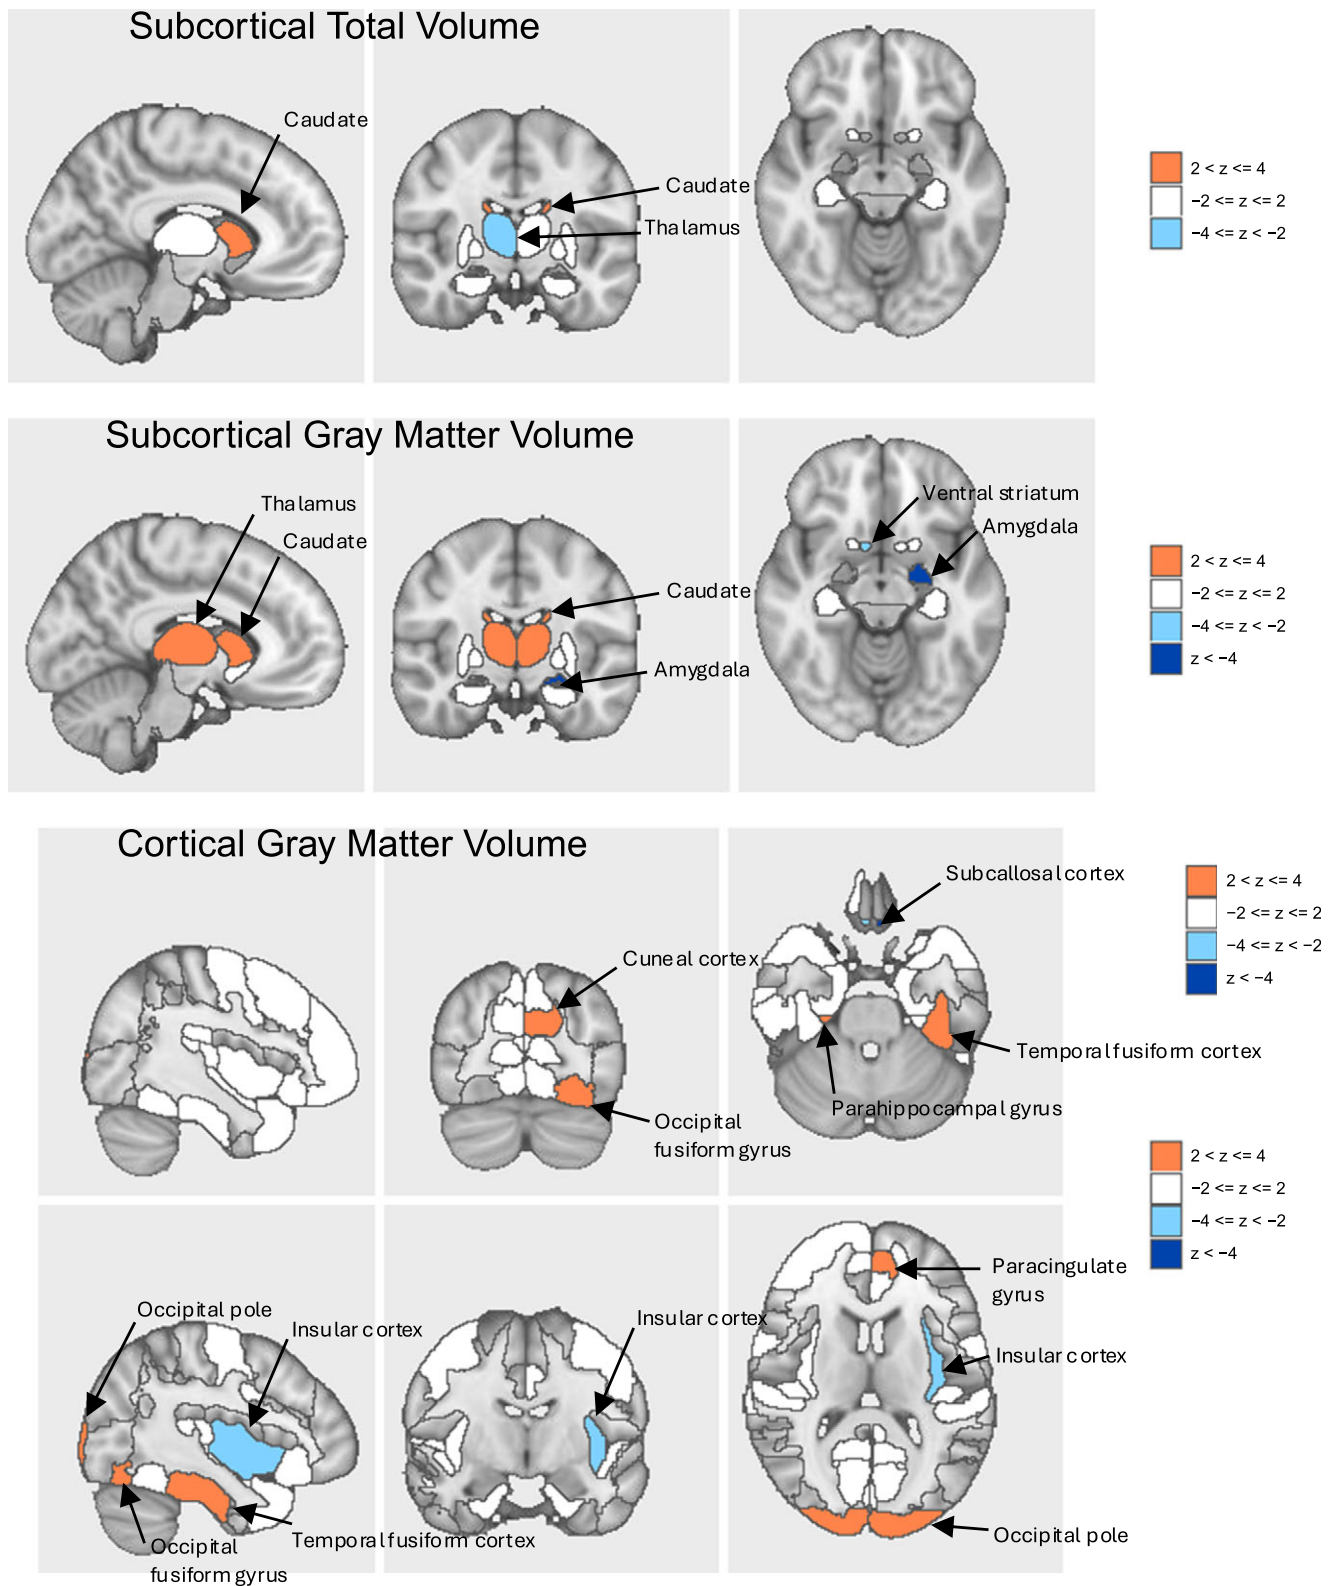 Subcortical Total Volume
Caudate
Caudate
Thalamus
2 < z <= 4
−2 <= z <= 2
−4 <= z < −2
Subcortical Gray Matter Volume
Thalamus
Caudate
Caudate
Amygdala
Ventral striatum
Amygdala
2 < z <= 4
−2 <= z <= 2
−4 <= z < −2
z < −4
Cortical Gray Matter Volume
Cuneal cortex
Occipital
fusiform gyrus
Subcallosal cortex
Temporal fusiform cortex
Parahippocampal gyrus
2 < z <= 4
−2 <= z <= 2
−4 <= z < −2
z < −4
2 < z <= 4
−2 <= z <= 2
−4 <= z < −2
z < −4
Occipital pole
Insular cortex
Occipital
fusiform gyrus
Temporal fusiform cortex
Insular cortex
Paracingulate
gyrus
Insular cortex
Occipital pole